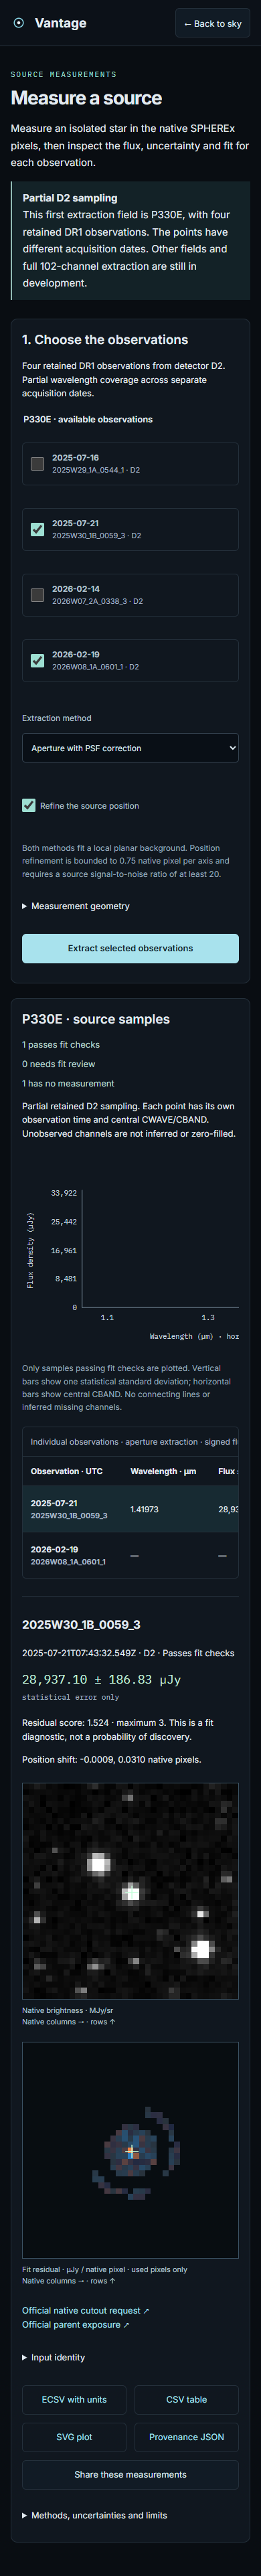 Vantage
← Back to sky
SOURCE MEASUREMENTS
Measure a source
Measure an isolated star in the native SPHEREx
pixels, then inspect the flux, uncertainty and fit for
each observation.
Partial D2 sampling
This first extraction field is P330E, with four
retained DR1 observations. The points have
different acquisition dates. Other fields and
full 102-channel extraction are still in
development.
1. Choose the observations
Four retained DR1 observations from detector D2.
Partial wavelength coverage across separate
acquisition dates.
P330E · available observations
2025-07-16
2025W29_1A_0544_1 · D2
2025-07-21
2025W30_1B_0059_3 · D2
2026-02-14
2026W07_2A_0338_3 · D2
2026-02-19
2026W08_1A_0601_1 · D2
Extraction method
Aperture with PSF correction
Refine the source position
Both methods fit a local planar background. Position
refinement is bounded to 0.75 native pixel per axis and
requires a source signal-to-noise ratio of at least 20.
▶ Measurement geometry
Extract selected observations
P330E · source samples
1 passes fit checks
0 needs fit review
1 has no measurement
Partial retained D2 sampling. Each point has its own
observation time and central CWAVE/CBAND.
Unobserved channels are not inferred or zero-filled.
33,922
25,442
16,961
8,481
0
Flux density (µJy)
1.1
1.3
Wavelength (µm) · hor
Only samples passing fit checks are plotted. Vertical
bars show one statistical standard deviation; horizontal
bars show central CBAND. No connecting lines or
inferred missing channels.
Individual observations · aperture extraction · signed fl
Observation · UTC
Wavelength · µm
Flux
2025-07-21
2025W30_1B_0059_3
1.41973
28,93
2026-02-19
2026W08_1A_0601_1
—
—
2025W30_1B_0059_3
2025-07-21T07:43:32.549Z · D2 · Passes fit checks
28,937.10 ± 186.83 µJy
statistical error only
Residual score: 1.524 · maximum 3. This is a fit
diagnostic, not a probability of discovery.
Position shift: -0.0009, 0.0310 native pixels.
Native brightness · MJy/sr
Native columns → · rows ↑
Fit residual · µJy / native pixel · used pixels only
Native columns → · rows ↑
Official native cutout request ↗
Official parent exposure ↗
▶ Input identity
ECSV with units
CSV table
SVG plot
Provenance JSON
Share these measurements
▶ Methods, uncertainties and limits